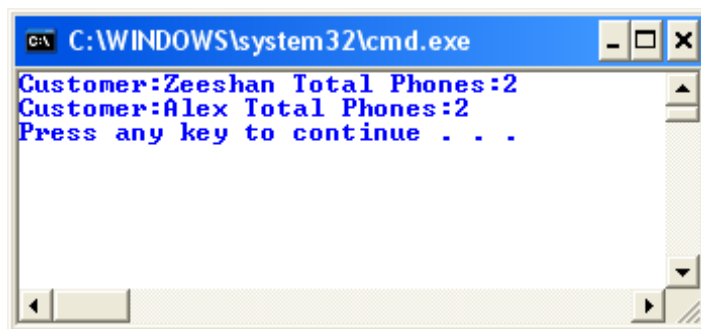 C:\WINDOWS\system32\cmd.exe
Customer:Zeeshan Total Phones:2
Customer:Alex Total Phones:2
Press any key to continue . . .